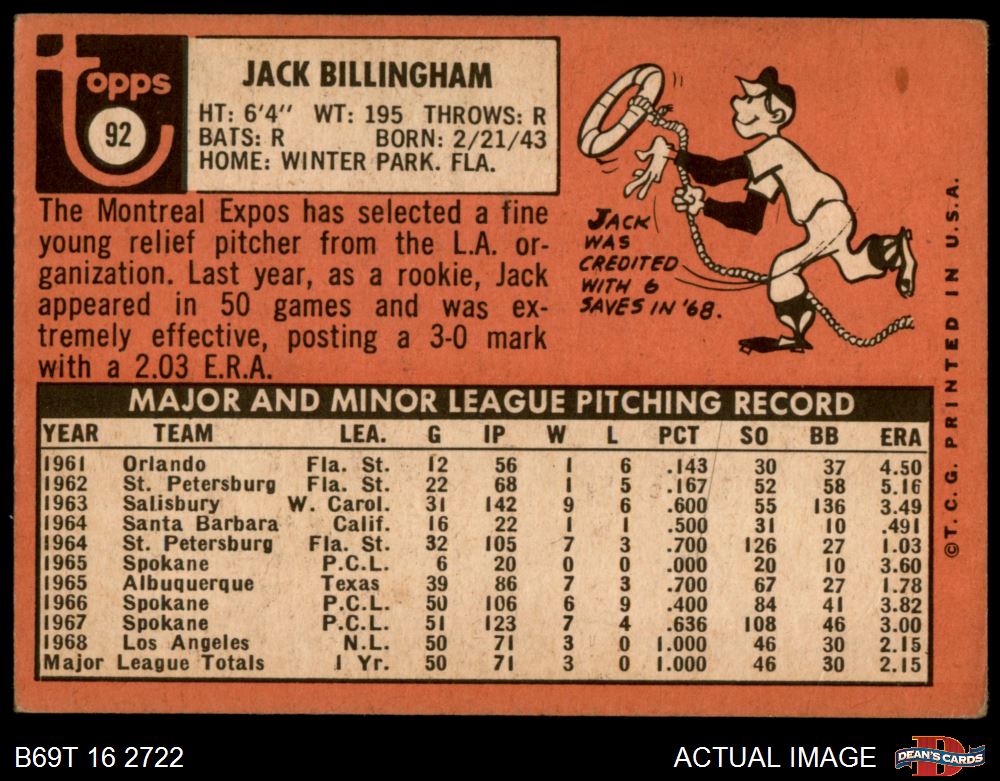 topps
92
JACK BILLINGHAM
HT: 6'4" WT: 195 THROWS: R
BATS: R BORN: 2/21/43
HOME: WINTER PARK. FLA.
The Montreal Expos has selected a fine
young relief pitcher from the L.A. or-
ganization. Last year, as a rookie, Jack
appeared in 50 games and was ex-
tremely effective, posting a 3-0 mark
with a 2.03 E.R.A.
JACK
WAS
CREDITED
WITH 6
SAVES IN '68.
MAJOR AND MINOR LEAGUE PITCHING RECORD
YEAR TEAM LEA. G IP W L PCT SO BB ERA
1961 Orlando Fla. St. 12 56 1 6 .143 30 37 4.50
1962 St. Petersburg Fla. St. 22 68 1 5 .167 52 58 5.16
1963 Salisbury W. Carol. 31 142 9 6 .600 55 136 3.49
1964 Santa Barbara Calif. 16 22 1 1 .500 31 10 .491
1964 St. Petersburg Fla. St. 32 105 7 3 .700 126 27 1.03
1965 Spokane P.C.L. 6 20 0 0 .000 20 10 3.60
1965 Albuquerque Texas 39 86 7 3 .700 67 27 1.78
1966 Spokane P.C.L. 50 106 6 9 .400 84 41 3.82
1967 Spokane P.C.L. 51 123 7 4 .636 108 46 3.00
1968 Los Angeles N.L. 50 71 3 0 1.000 46 30 2.15
Major League Totals 1 Yr. 50 71 3 0 1.000 46 30 2.15
© T. C. G. PRINTED IN U.S.A.
B69T 16 2722
ACTUAL IMAGE
D
DEAN'S CARDS